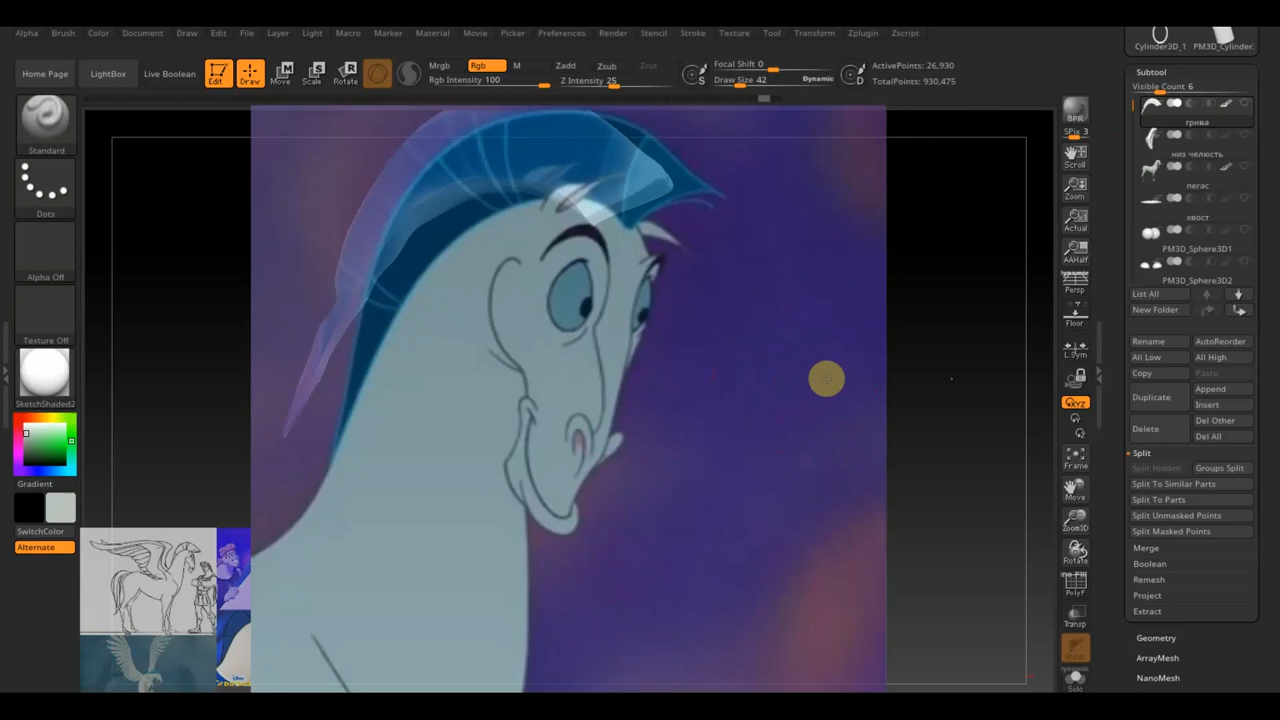 Alpha Brush Color Document Draw Edit File Layer Light Macro Marker Material Movie Picker Preferences Render Stencil Stroke Texture Tool Transform Zplugin Zscript
Cylinder3D_1 PM3D_Cylinder
Home Page LightBox Live Boolean Edit Draw Move Scale Rotate
Mrgb Rgb M Zadd Zsub Zcut
Rgb Intensity 100 Z Intensity 25
Focal Shift 0
Draw Size 42 Dynamic
S
D
ActivePoints: 26,930
TotalPoints: 930,475
Standard
Dots
Alpha Off
Texture Off
SketchShaded2
Gradient
SwitchColor
Alternate
BPR
SPix 3
Scroll
Zoom
Actual
AAHalf
Dynamic
Persp
Floor
L.Sym
XYZ
Frame
Move
Zoom3D
Rotate
PolyF
Transp
Dynamic
Solo
Subtool
Visible Count 6
грива
низ челюсть
пегас
хвост
PM3D_Sphere3D1
PM3D_Sphere3D2
List All
New Folder
Rename AutoReorder
All Low All High
Copy Paste
Duplicate Append
Insert
Delete Del Other
Del All
Split
Split Hidden Groups Split
Split To Similar Parts
Split To Parts
Split Unmasked Points
Split Masked Points
Merge
Boolean
Remesh
Project
Extract
Geometry
ArrayMesh
NanoMesh